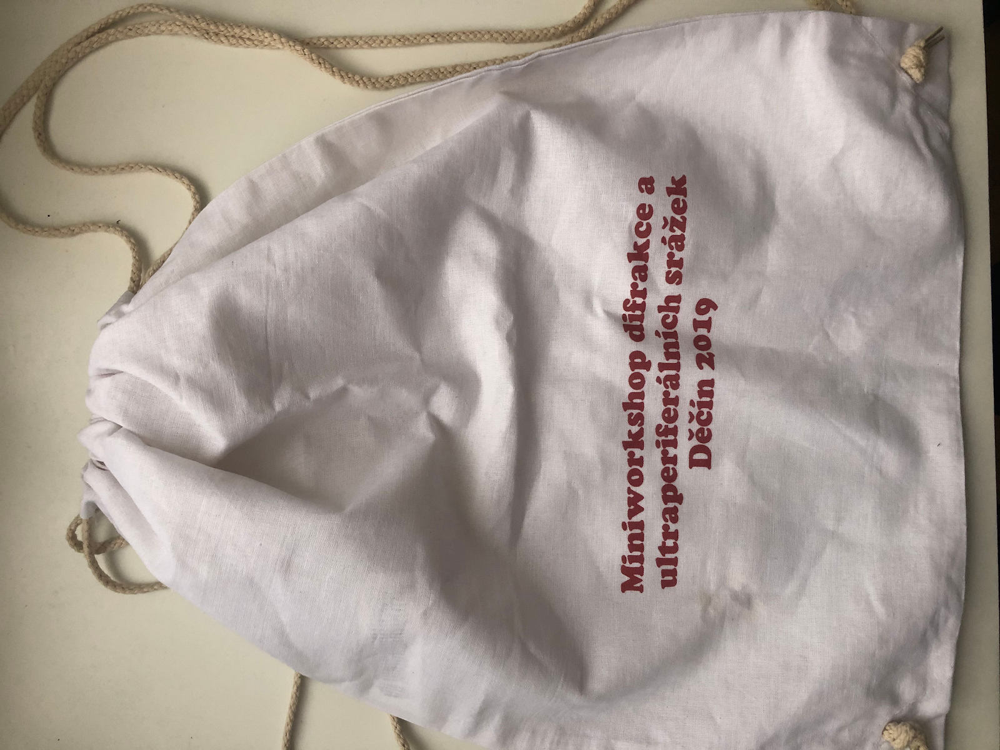 Miniworkshop difrakce a
ultraperiferálních srážek
Děčín 2019